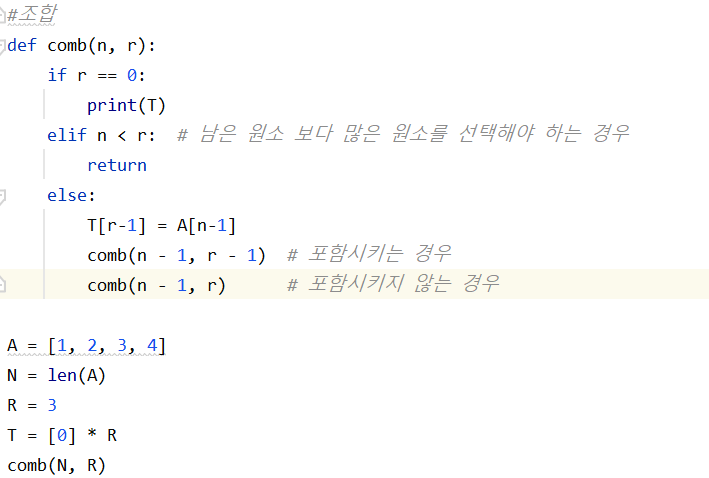 #조합
def comb(n, r):
    if r == 0:
        print(T)
    elif n < r:  # 남은 원소 보다 많은 원소를 선택해야 하는 경우
        return
    else:
        T[r-1] = A[n-1]
        comb(n - 1, r - 1)  # 포함시키는 경우
        comb(n - 1, r)      # 포함시키지 않는 경우
A = [1, 2, 3, 4]
N = len(A)
R = 3
T = [0] * R
comb(N, R)